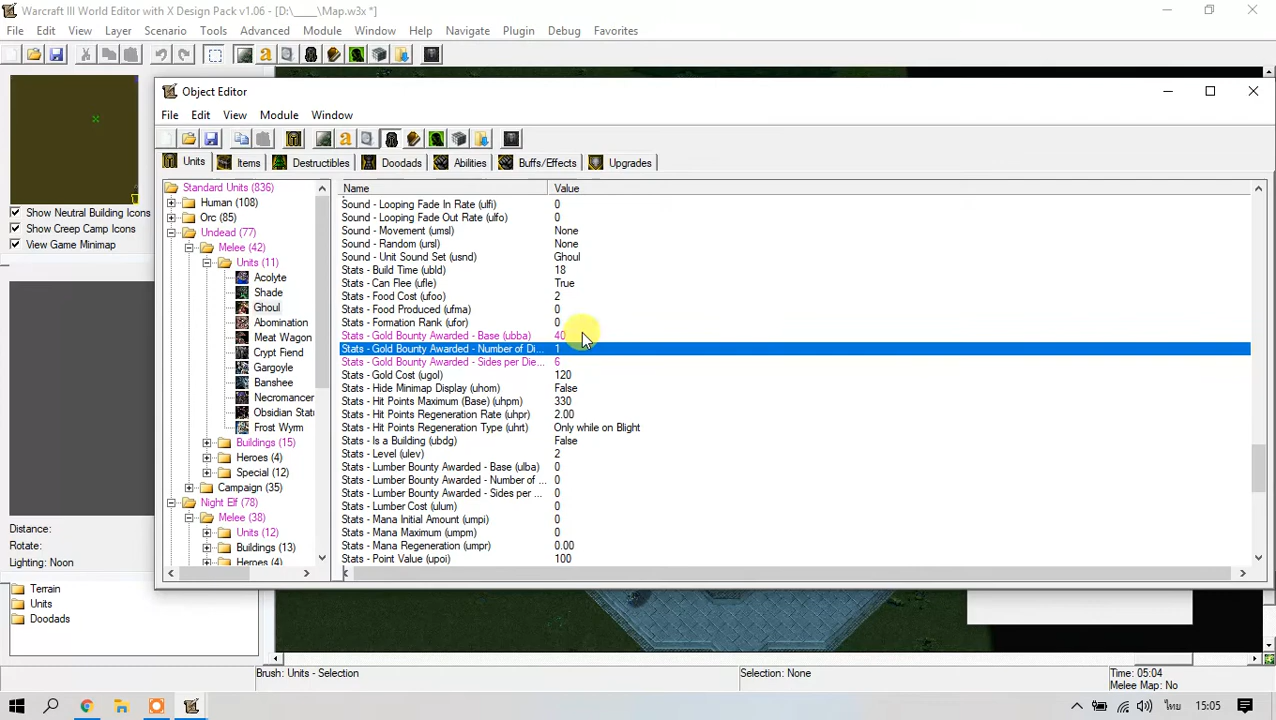 Warcraft III World Editor with X Design Pack v1.06 - [D:\____\Map.w3x *]
File Edit View Layer Scenario Tools Advanced Module Window Help Navigate Plugin Debug Favorites
Object Editor
File Edit View Module Window
Units Items Destructibles Doodads Abilities Buffs/Effects Upgrades
Show Neutral Building Icons
Show Creep Camp Icons
View Game Minimap
Distance:
Rotate:
Lighting: Noon
Terrain
Units
Doodads
Standard Units (836)
Human (108)
Orc (85)
Undead (77)
Melee (42)
Units (11)
Acolyte
Shade
Ghoul
Abomination
Meat Wagon
Crypt Fiend
Gargoyle
Banshee
Necromancer
Obsidian Statu
Frost Wyrm
Buildings (15)
Heroes (4)
Special (12)
Campaign (35)
Night Elf (78)
Melee (38)
Units (12)
Buildings (13)
Heroes (4)
Name Value
Sound - Looping Fade In Rate (ulfi) 0
Sound - Looping Fade Out Rate (ulfo) 0
Sound - Movement (umsl) None
Sound - Random (ursl) None
Sound - Unit Sound Set (usnd) Ghoul
Stats - Build Time (ubld) 18
Stats - Can Flee (ufle) True
Stats - Food Cost (ufoo) 2
Stats - Food Produced (ufma) 0
Stats - Formation Rank (ufor) 0
Stats - Gold Bounty Awarded - Base (ubba) 40
Stats - Gold Bounty Awarded - Number of Di... 1
Stats - Gold Bounty Awarded - Sides per Die... 6
Stats - Gold Cost (ugol) 120
Stats - Hide Minimap Display (uhom) False
Stats - Hit Points Maximum (Base) (uhpm) 330
Stats - Hit Points Regeneration Rate (uhpr) 2.00
Stats - Hit Points Regeneration Type (uhrt) Only while on Blight
Stats - Is a Building (ubdg) False
Stats - Level (ulev) 2
Stats - Lumber Bounty Awarded - Base (ulba) 0
Stats - Lumber Bounty Awarded - Number of ... 0
Stats - Lumber Bounty Awarded - Sides per ... 0
Stats - Lumber Cost (ulum) 0
Stats - Mana Initial Amount (umpi) 0
Stats - Mana Maximum (umpm) 0
Stats - Mana Regeneration (umpr) 0.00
Stats - Point Value (upoi) 100
Brush: Units - Selection
Selection: None
Time: 05:04
Melee Map: No
ไทย 15:05